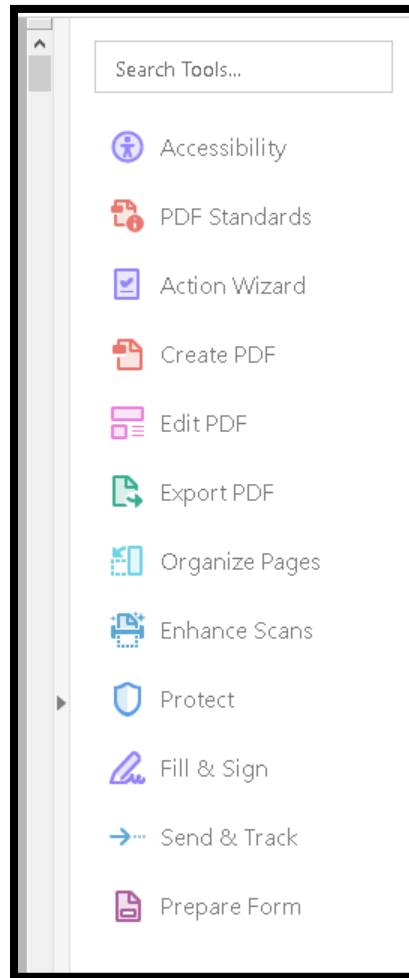 Search Tools...
Accessibility
PDF Standards
Action Wizard
Create PDF
Edit PDF
Export PDF
Organize Pages
Enhance Scans
Protect
Fill & Sign
Send & Track
Prepare Form